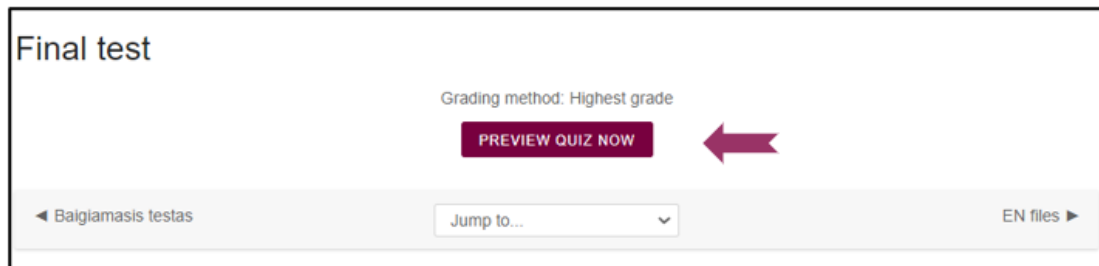 Final test
Grading method: Highest grade
PREVIEW QUIZ NOW
◄ Baigiamasis testas
Jump to...
EN files ►